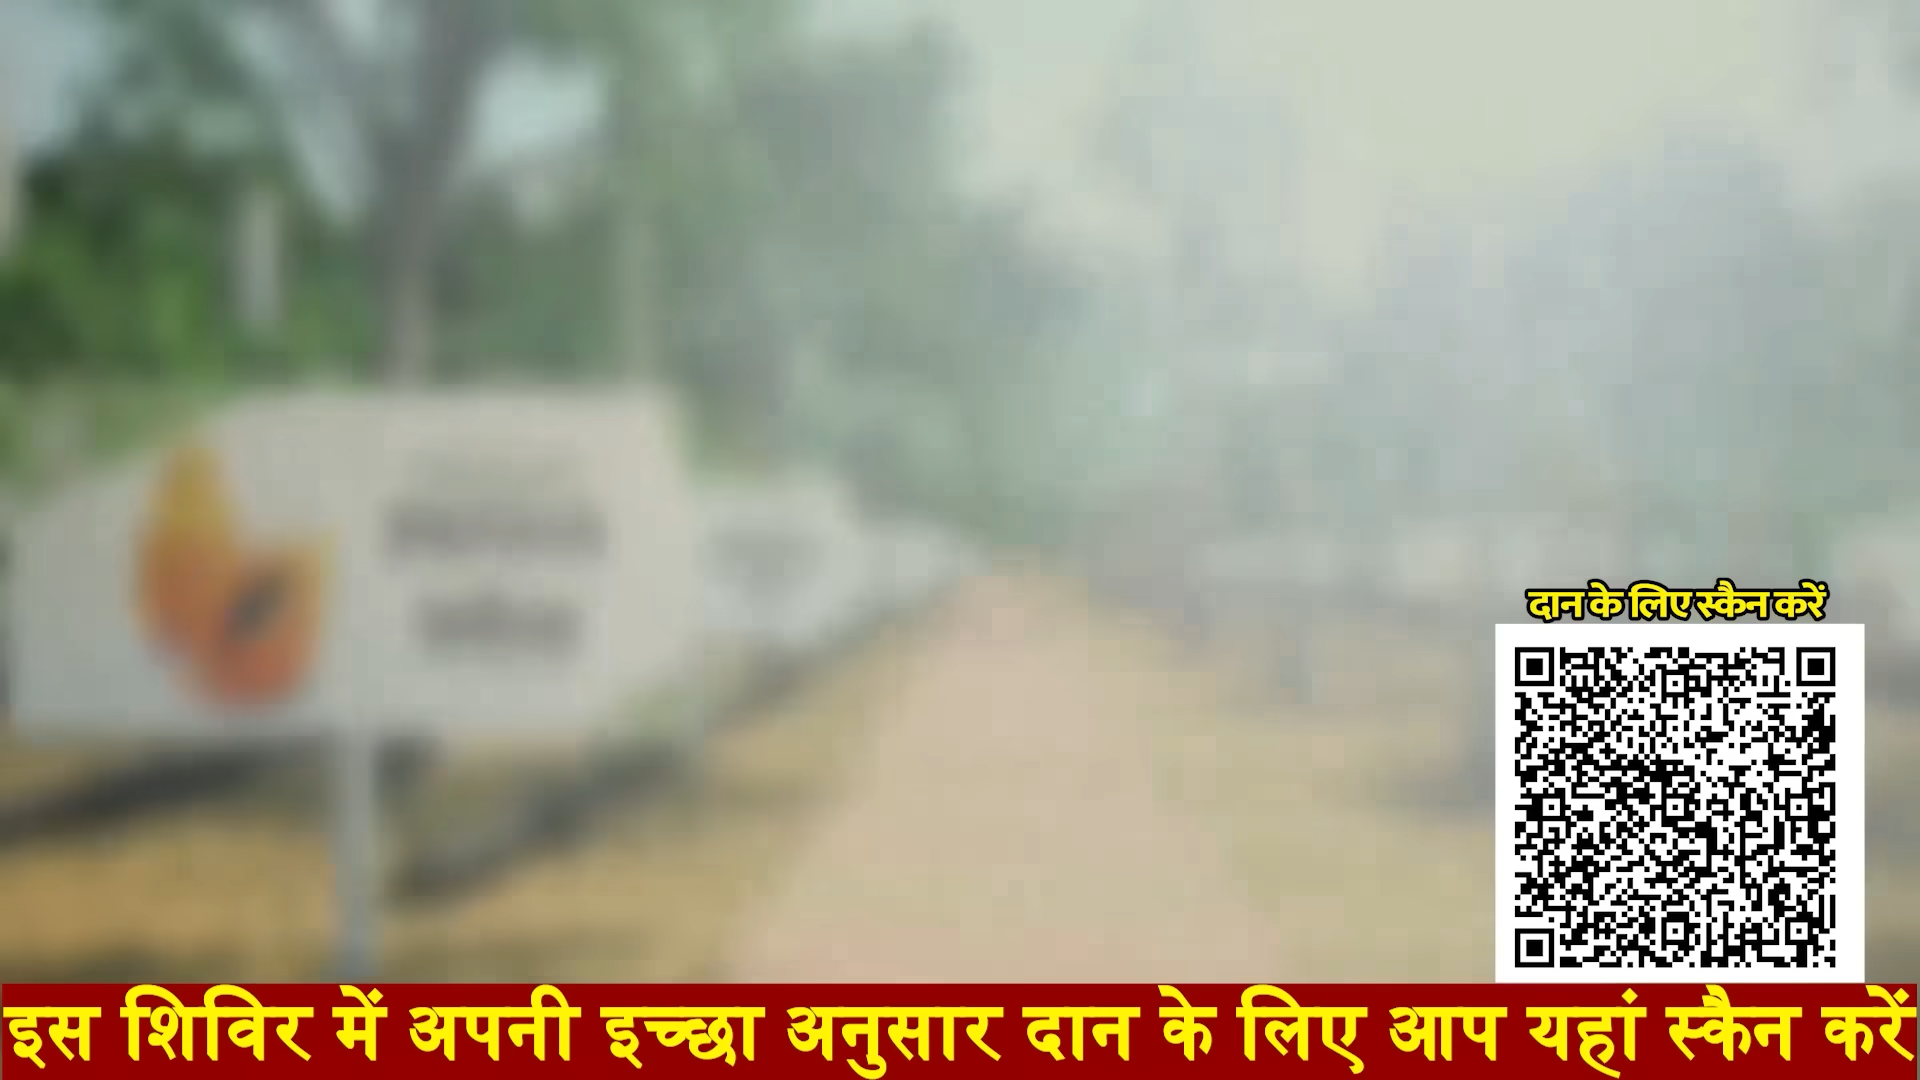 दान के लिए स्कैन करें
इस शिविर में अपनी इच्छा अनुसार दान के लिए आप यहां स्कैन करें